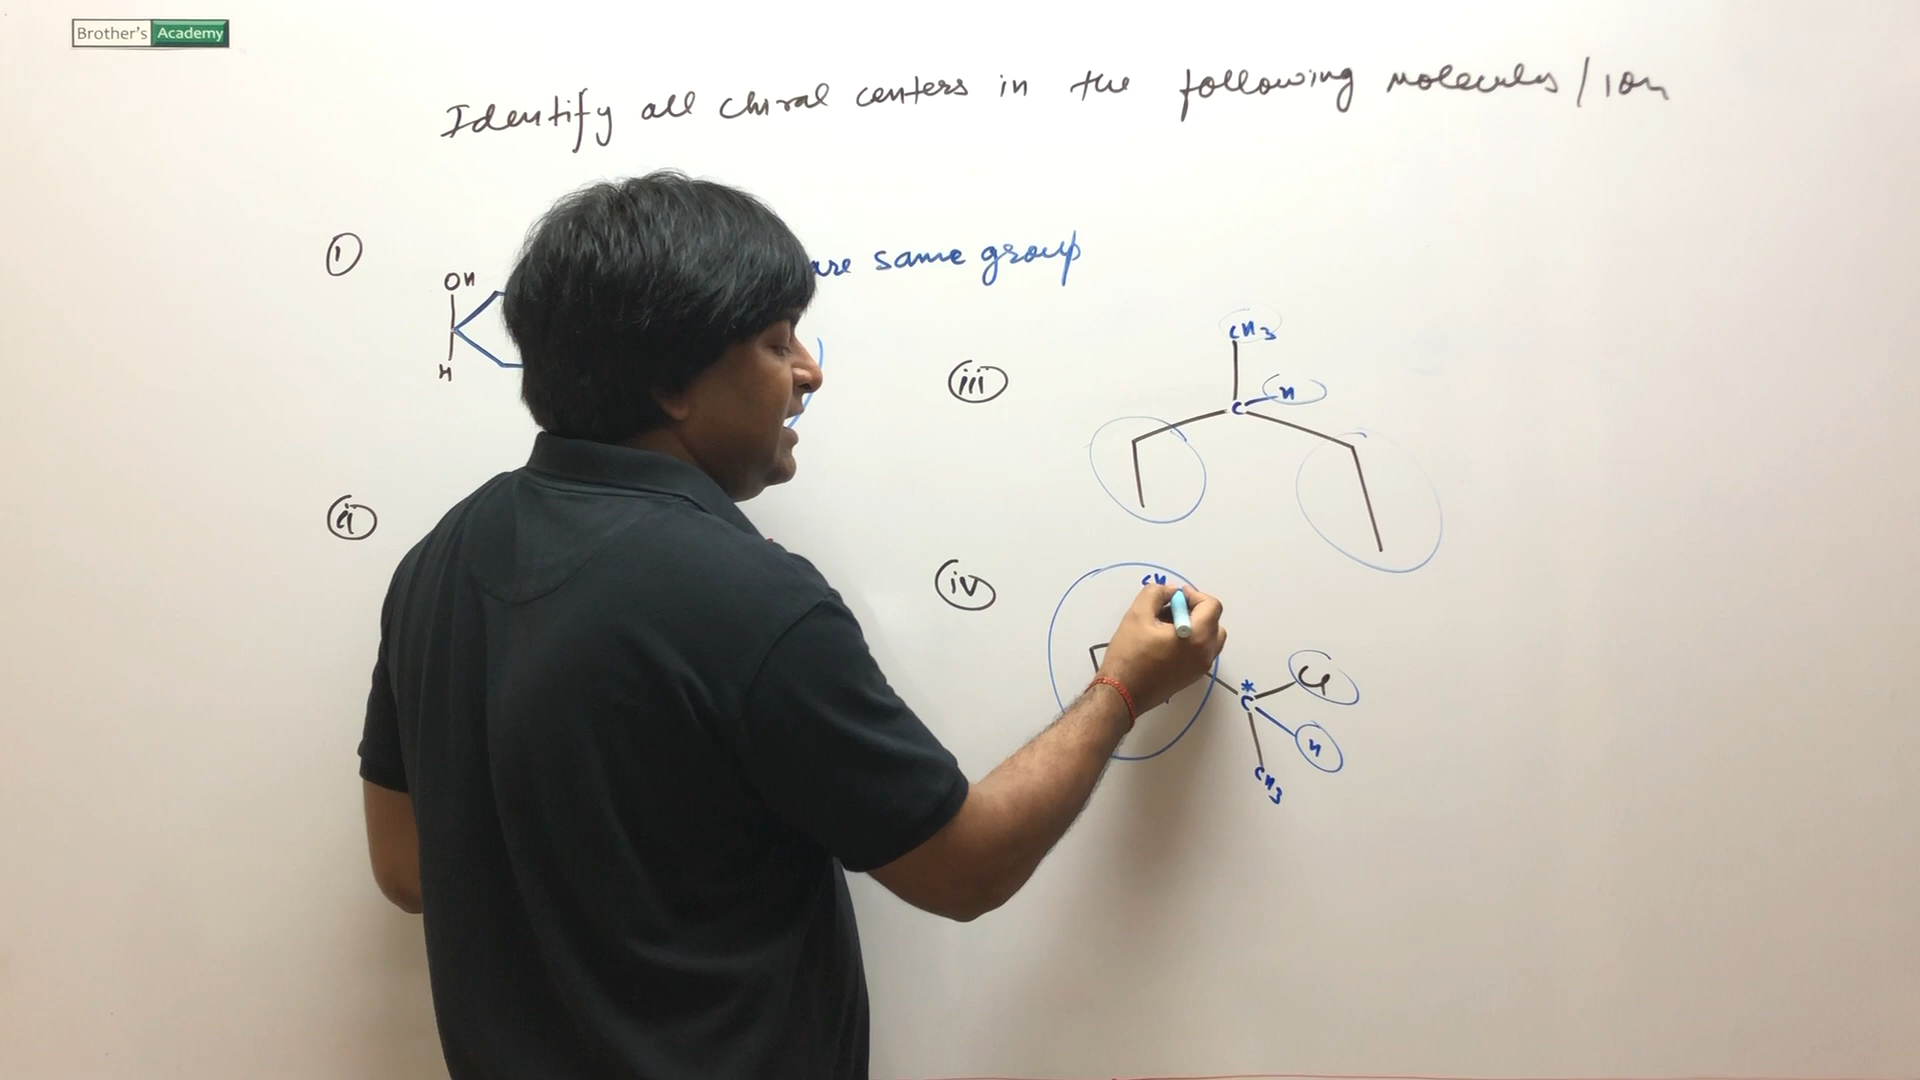 Brother's Academy
Identify all chiral centers in the following molecules / ion
i
are same group
OH
H
CH3
iii
H
C
ii
iv
CH
Cl
*
C
H
CH3